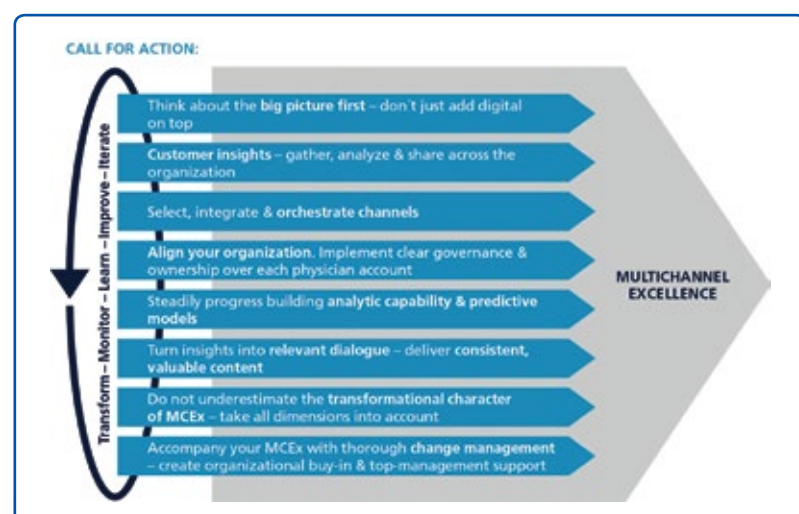 CALL FOR ACTION:
Transform – Monitor – Learn – Improve – Iterate
Think about the big picture first – don´t just add digital
on top
Customer insights – gather, analyze & share across the
organization
Select, integrate & orchestrate channels
Align your organization. Implement clear governance &
ownership over each physician account
Steadily progress building analytic capability & predictive
models
Turn insights into relevant dialogue – deliver consistent,
valuable content
Do not underestimate the transformational character
of MCEx – take all dimensions into account
Accompany your MCEx with thorough change management
– create organizational buy-in & top-management support
MULTICHANNEL
EXCELLENCE